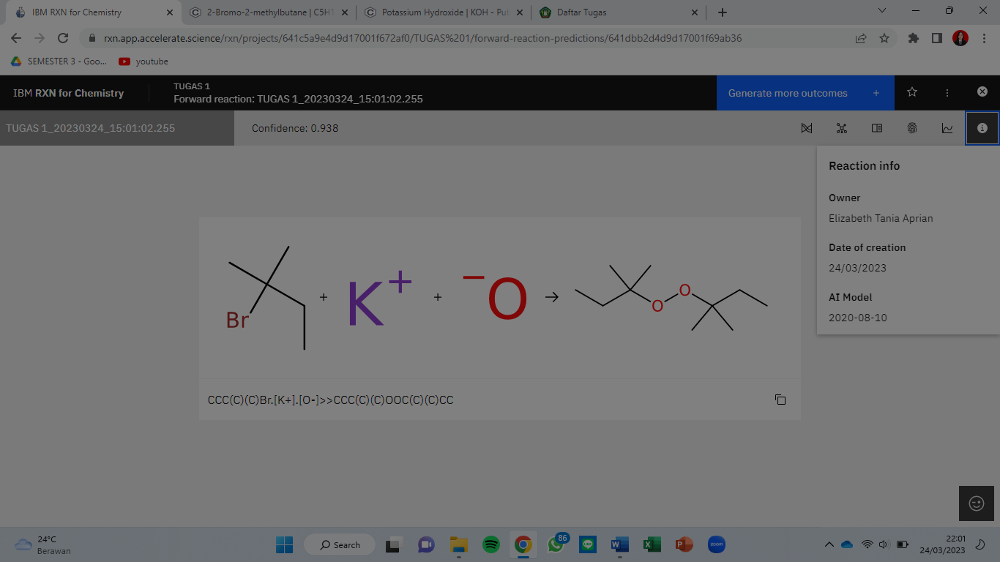 IBM RXN for Chemistry
2-Bromo-2-methylbutane | C5H1
Potassium Hydroxide | KOH - Pub
Daftar Tugas
rxn.app.accelerate.science/rxn/projects/641c5a9e4d9d17001f672af0/TUGAS%201/forward-reaction-predictions/641dbb2d4d9d17001f69ab36
SEMESTER 3 - Goo...
youtube
IBM RXN for Chemistry
TUGAS 1
Forward reaction: TUGAS 1_20230324_15:01:02.255
Generate more outcomes +
TUGAS 1_20230324_15:01:02.255
Confidence: 0.938
Reaction info
Owner
Elizabeth Tania Aprian
Date of creation
24/03/2023
AI Model
2020-08-10
Br
+
K+
+
−O
→
O
O
CCC(C)(C)Br.[K+].[O-]>>CCC(C)(C)OOC(C)(C)CC
24°C
Berawan
Search
86
zoom
22:01
24/03/2023